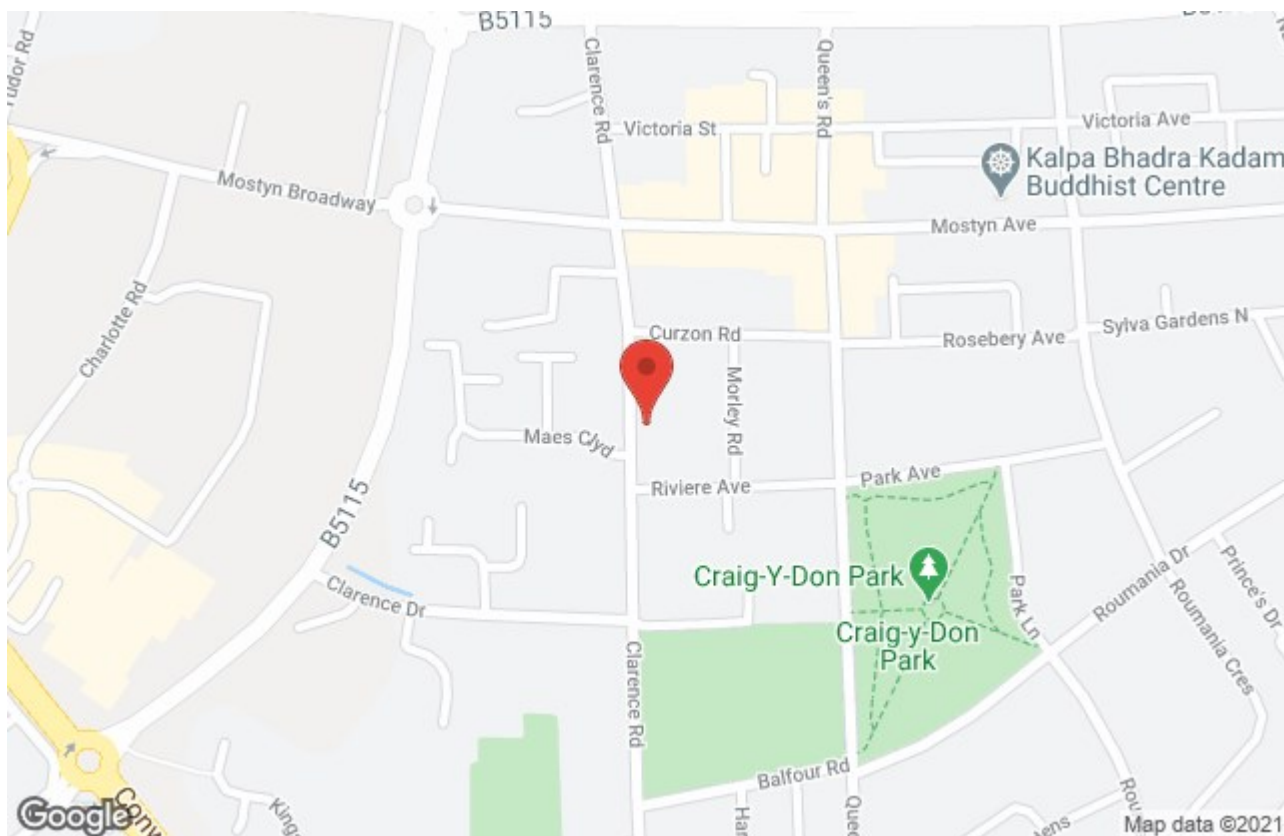 B5115
Tudor Rd
Clarence Rd
Queen's Rd
Victoria St
Victoria Ave
Kalpa Bhadra Kadam
Buddhist Centre
Mostyn Broadway
Mostyn Ave
Charlotte Rd
Curzon Rd
Rosebery Ave
Sylva Gardens N
Morley Rd
Maes Clyd
Riviere Ave
Park Ave
B5115
Craig-Y-Don Park
Craig-y-Don
Park
Park Ln
Roumania Dr
Prince's Dr
Roumania Cres
Clarence Dr
Clarence Rd
Balfour Rd
Google
Map data ©2021